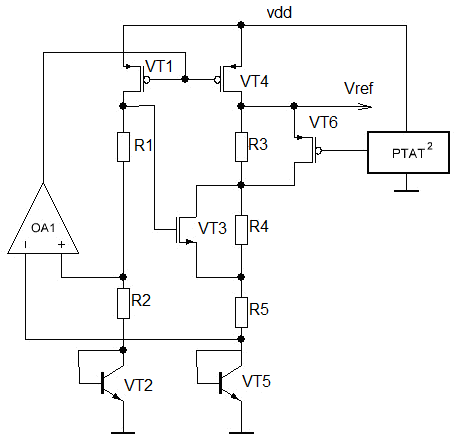 vdd
VT1
VT4
Vref
VT6
R1
R3
PTAT²
VT3
R4
OA1
- +
R2
R5
VT2
VT5